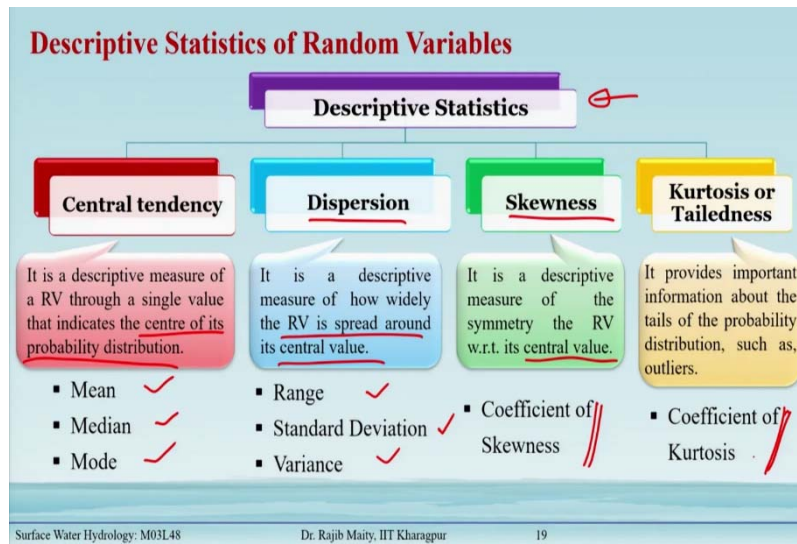 Descriptive Statistics of Random Variables
Descriptive Statistics
Central tendency
It is a descriptive measure of
a RV through a single value
that indicates the centre of its
probability distribution.
▪ Mean
▪ Median
▪ Mode
Dispersion
It is a descriptive
measure of how widely
the RV is spread around
its central value.
▪ Range
▪ Standard Deviation
▪ Variance
Skewness
It is a descriptive
measure of the
symmetry the RV
w.r.t. its central value.
▪ Coefficient of
Skewness
Kurtosis or
Tailedness
It provides important
information about the
tails of the probability
distribution, such as,
outliers.
▪ Coefficient of
Kurtosis
Surface Water Hydrology: M03L48
Dr. Rajib Maity, IIT Kharagpur
19